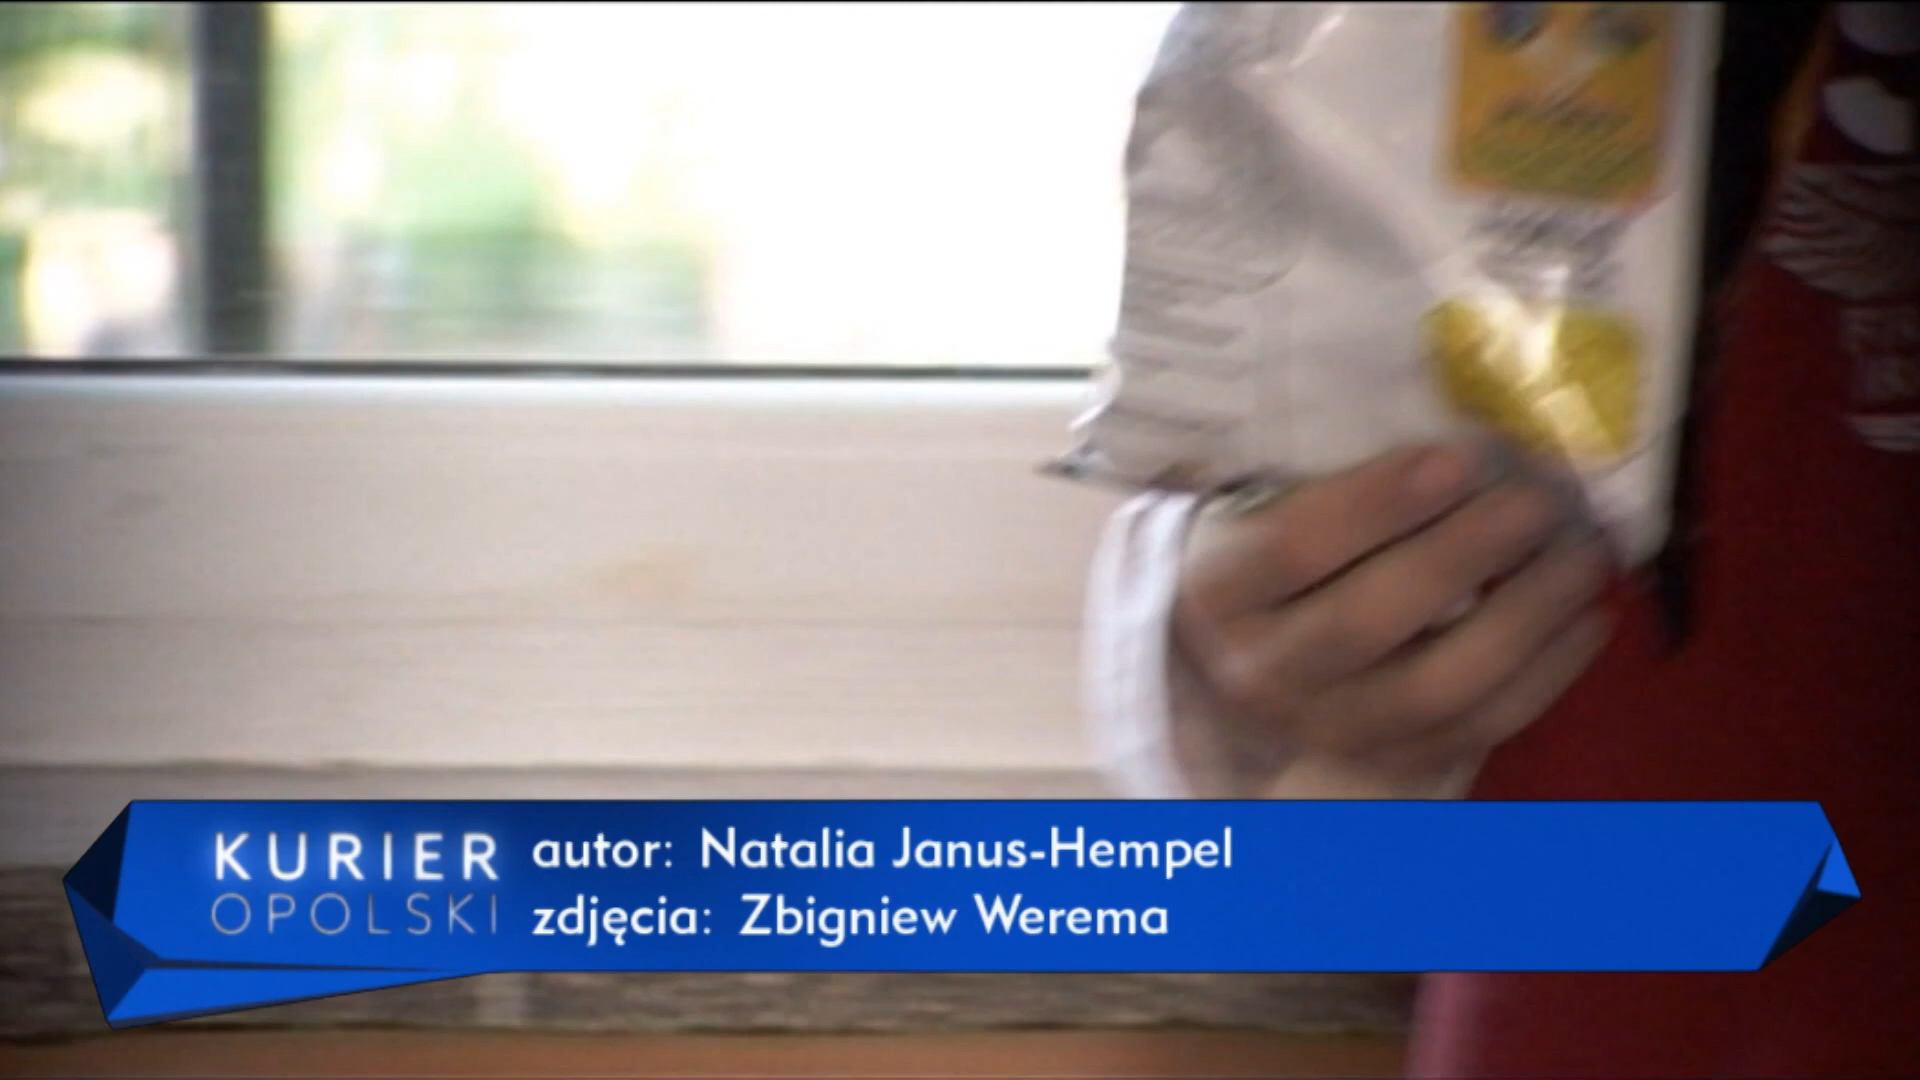 KURIER
OPOLSKI
autor: Natalia Janus-Hempel
zdjęcia: Zbigniew Werema